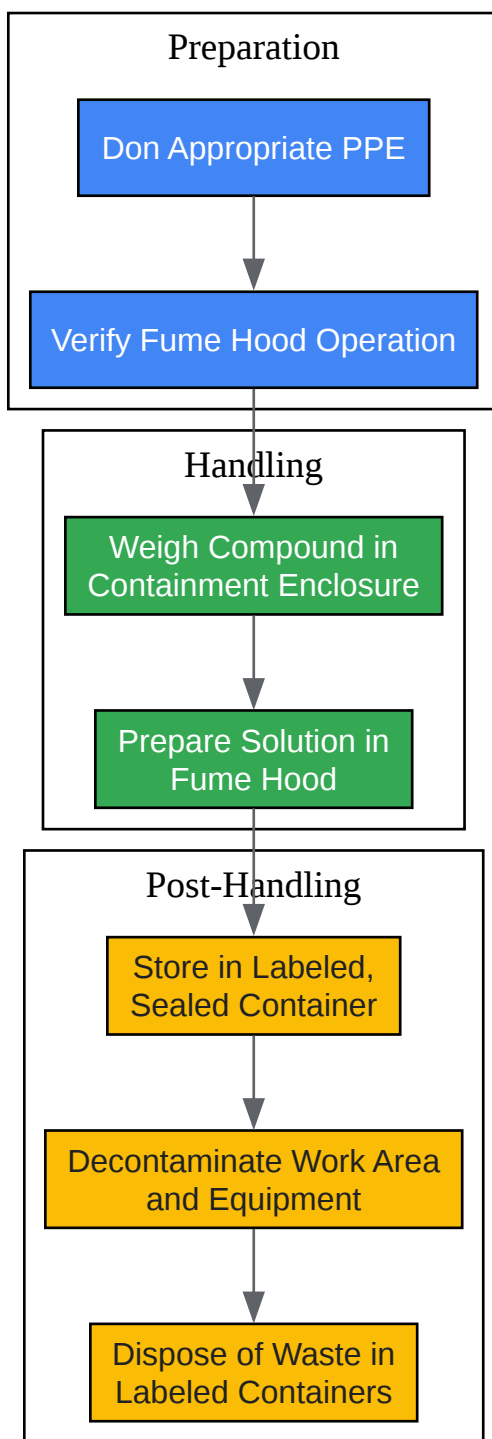 Preparation
Don Appropriate PPE
Verify Fume Hood Operation
Handling
Weigh Compound in
Containment Enclosure
Prepare Solution in
Fume Hood
Post-Handling
Store in Labeled,
Sealed Container
Decontaminate Work Area
and Equipment
Dispose of Waste in
Labeled Containers